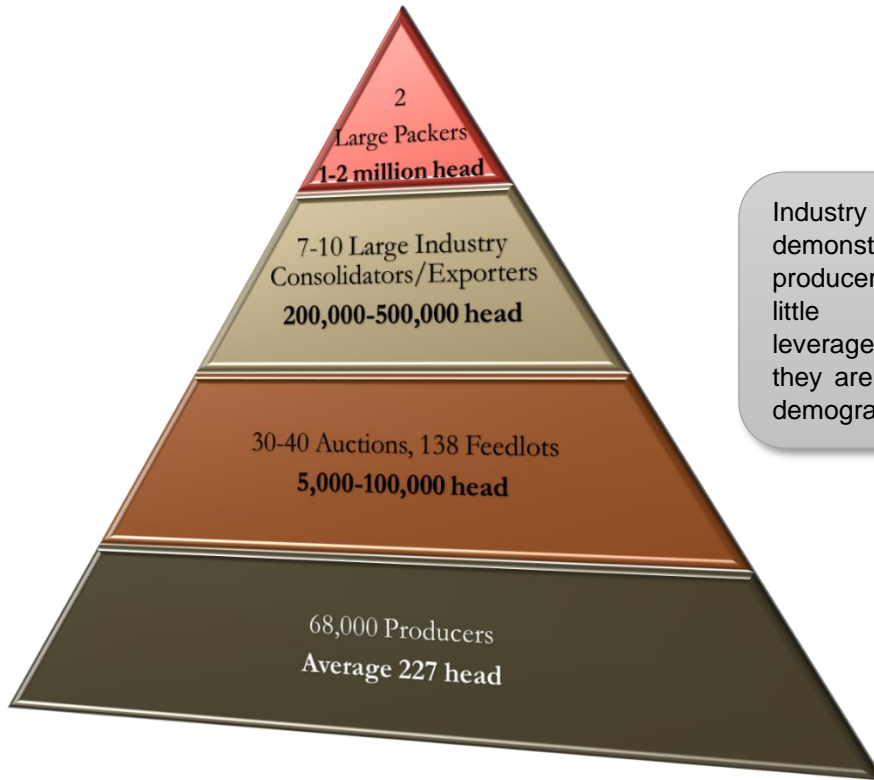 2
Large Packers
1-2 million head
7-10 Large Industry
Consolidators/Exporters
200,000-500,000 head
30-40 Auctions, 138 Feedlots
5,000-100,000 head
68,000 Producers
Average 227 head
Industry
demonst
producer
little
leverage
they are
demogra